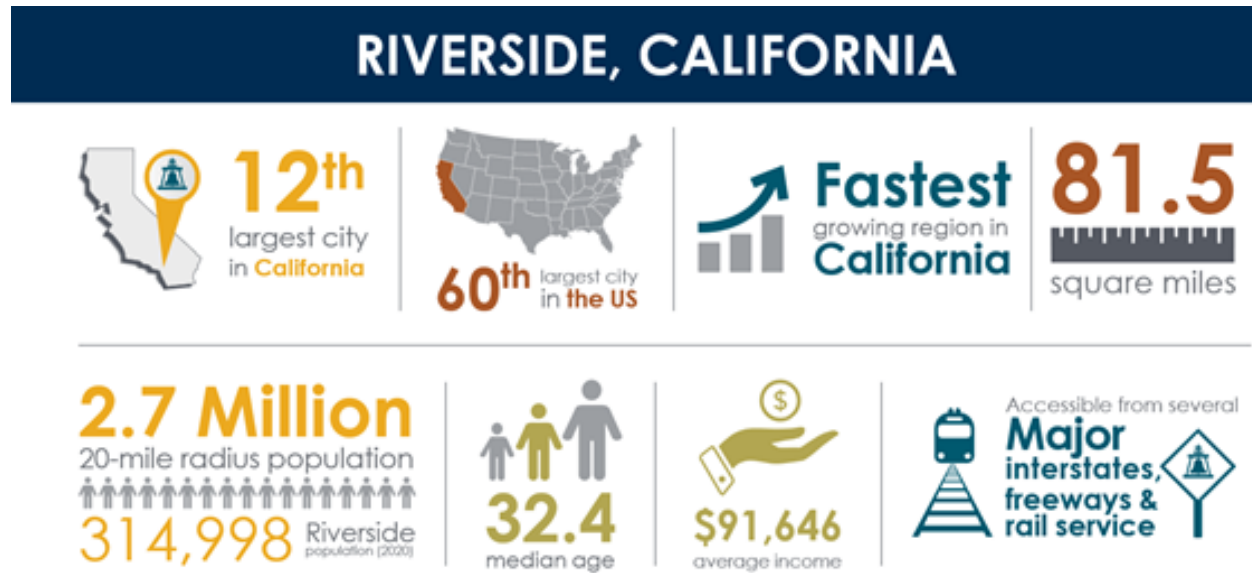 RIVERSIDE, CALIFORNIA
12th
largest city
in California
60th largest city
in the US
Fastest
growing region in
California
81.5
square miles
2.7 Million
20-mile radius population
314,998 Riverside
population (2020)
32.4
median age
$
$91,646
average income
Accessible from several
Major
interstates,
freeways &
rail service